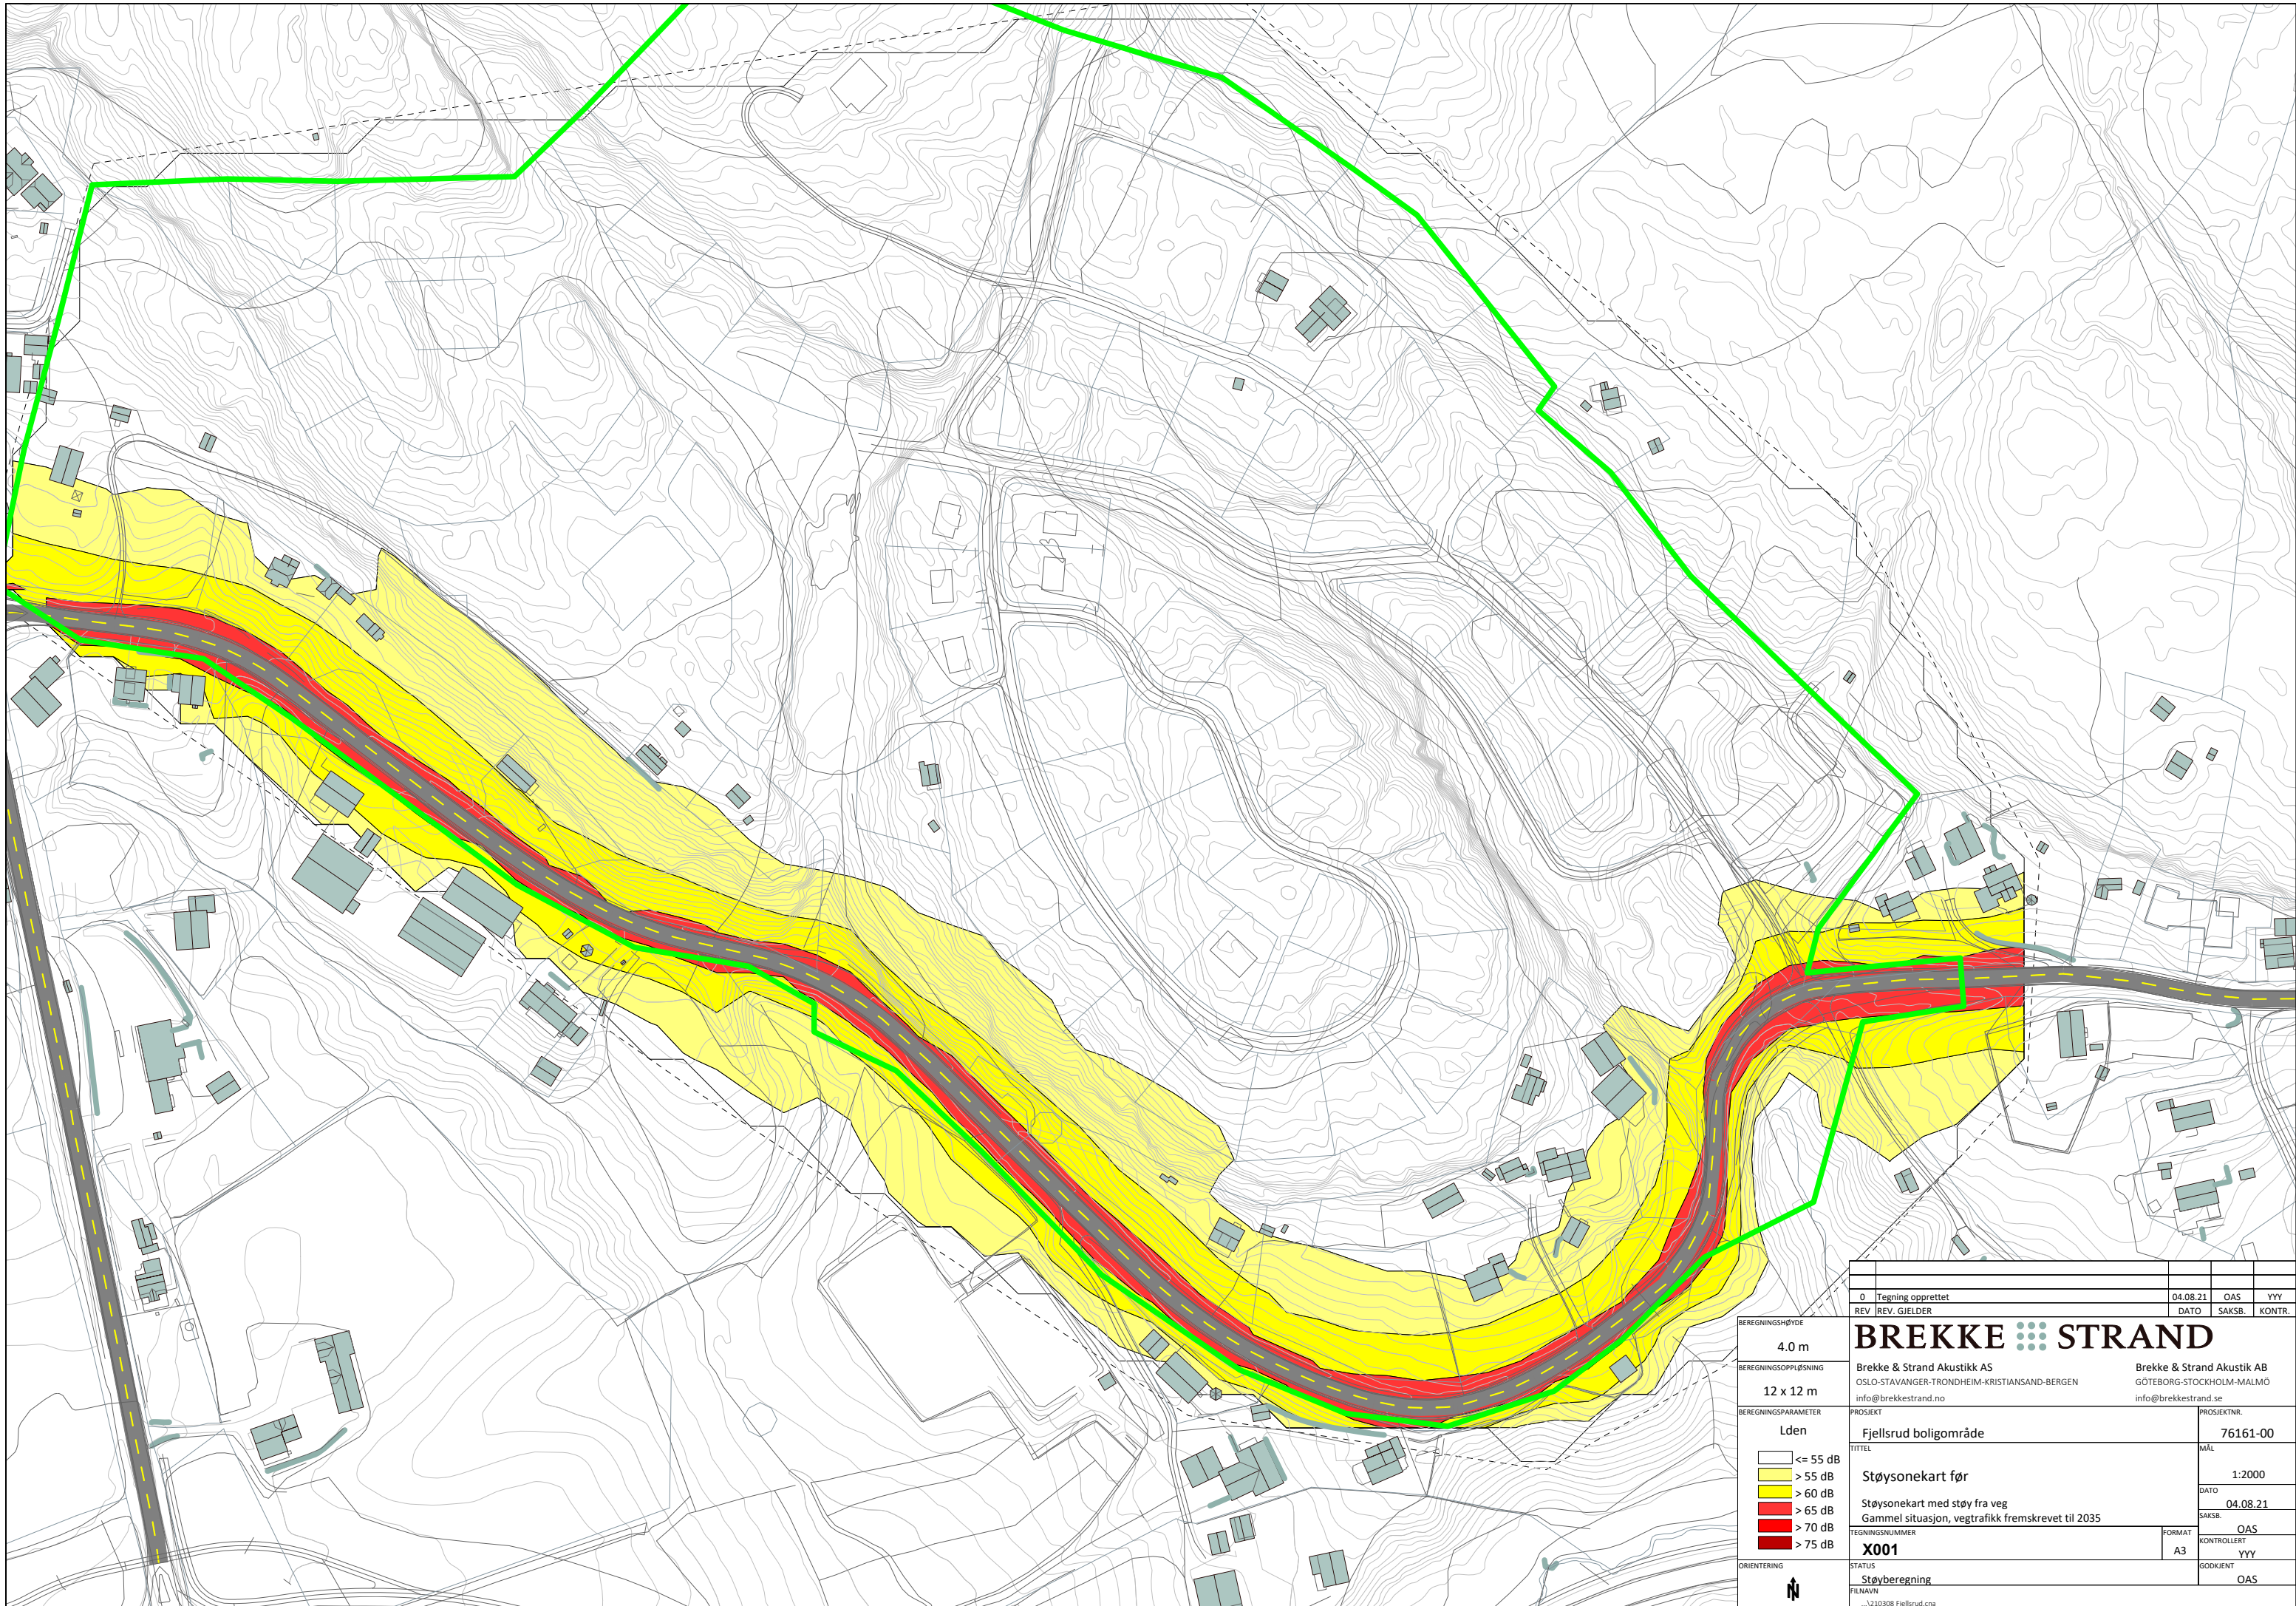 0 Tegning opprettet 04.08.21 OAS YYY
REV REV. GJELDER DATO SAKSB. KONTR.
BEREGNINGSHØYDE
4.0 m
BEREGNINGSOPPLØSNING
12 x 12 m
BEREGNINGSPARAMETER
Lden
<= 55 dB
> 55 dB
> 60 dB
> 65 dB
> 70 dB
> 75 dB
ORIENTERING
N
BREKKE STRAND
Brekke & Strand Akustikk AS
OSLO-STAVANGER-TRONDHEIM-KRISTIANSAND-BERGEN
info@brekkestrand.no
Brekke & Strand Akustik AB
GÖTEBORG-STOCKHOLM-MALMÖ
info@brekkestrand.se
PROSJEKT
Fjellsrud boligområde
PROSJEKTNR.
76161-00
TITTEL
Støysonekart før
Støysonekart med støy fra veg
Gammel situasjon, vegtrafikk fremskrevet til 2035
MÅL
1:2000
DATO
04.08.21
SAKSB.
OAS
TEGNINGSNUMMER
X001
FORMAT
A3
KONTROLLERT
YYY
STATUS
Støyberegning
GODKJENT
OAS
FILNAVN
...\210308 Fjellsrud.cna